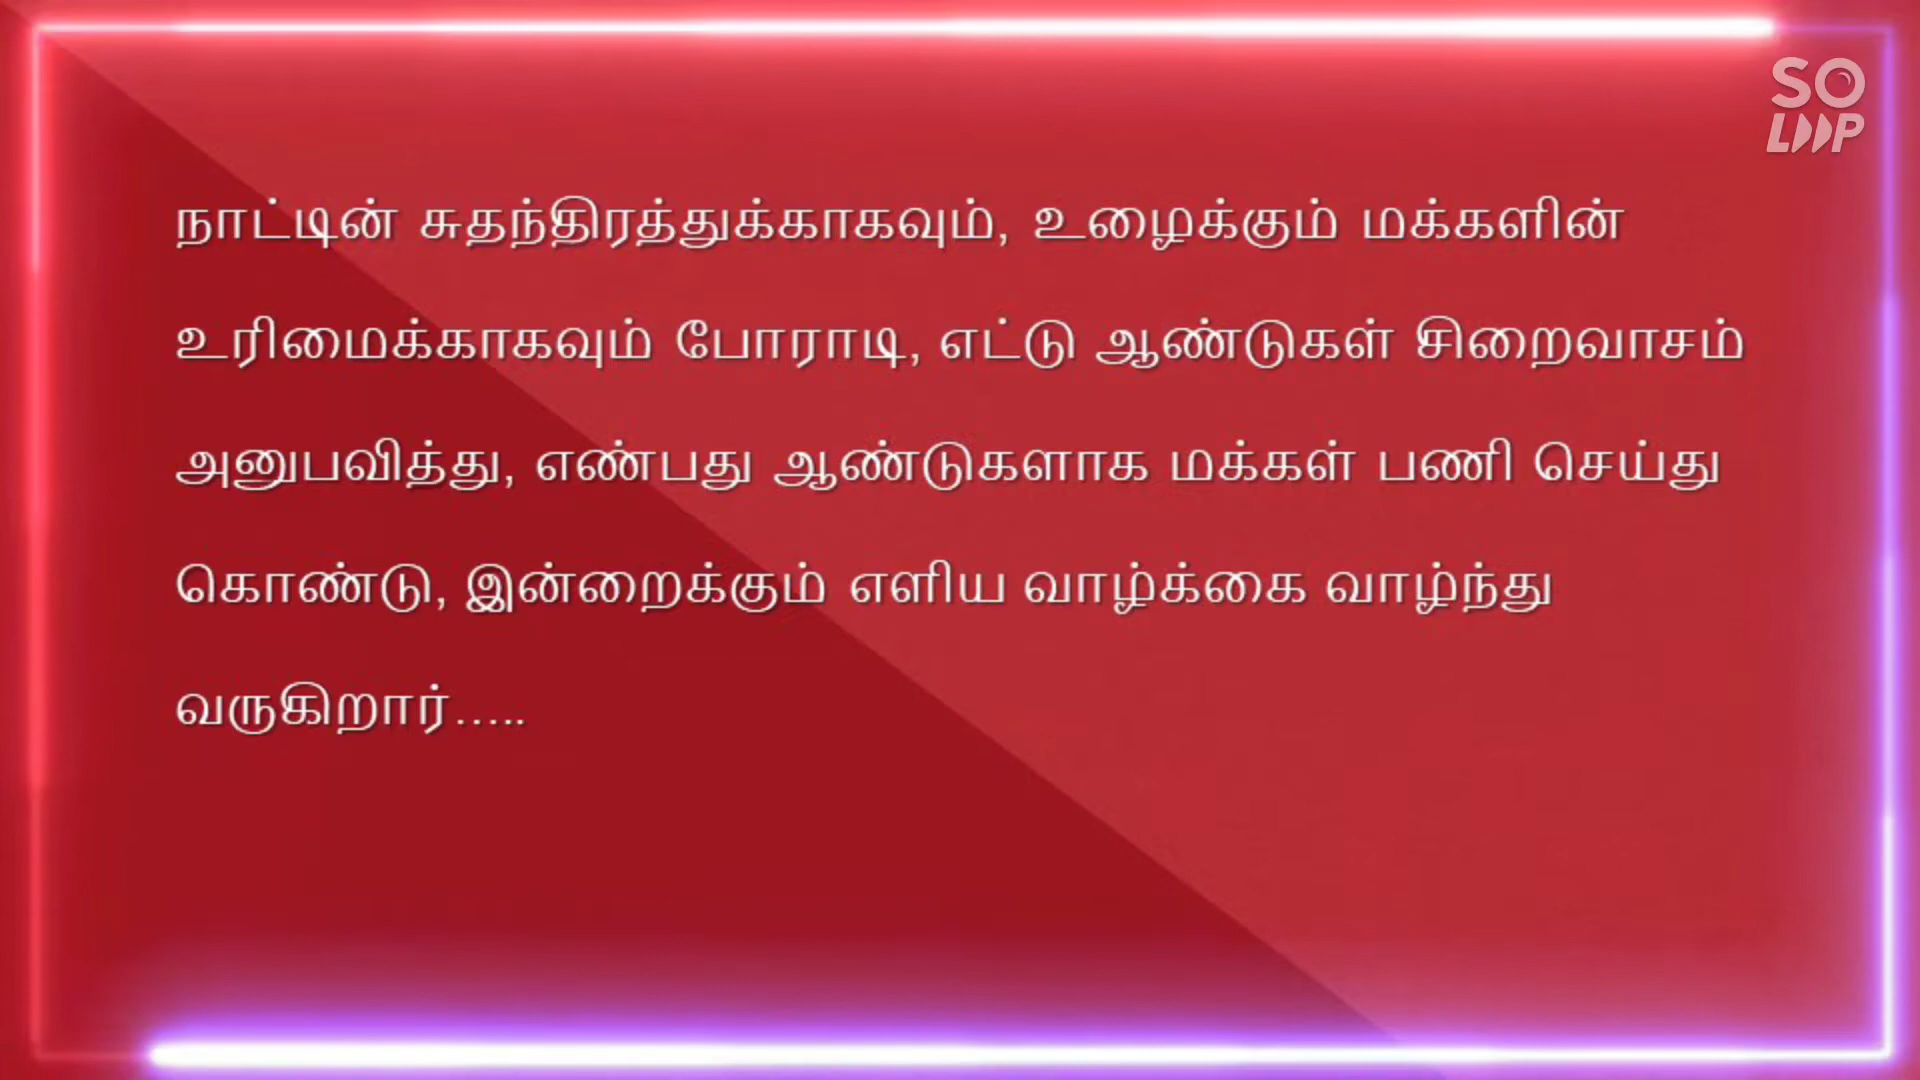 SO
LOOP
நாட்டின் சுதந்திரத்துக்காகவும், உழைக்கும் மக்களின்
உரிமைக்காகவும் போராடி, எட்டு ஆண்டுகள் சிறைவாசம்
அனுபவித்து, எண்பது ஆண்டுகளாக மக்கள் பணி செய்து
கொண்டு, இன்றைக்கும் எளிய வாழ்க்கை வாழ்ந்து
வருகிறார்.....